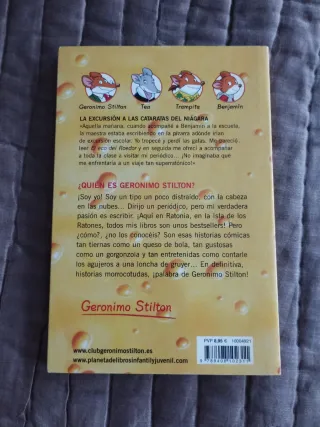 Geronimo Stilton
Tea
Trampita
Benjamín
LA EXCURSIÓN A LAS CATARATAS DEL NIÁGARA
«Aquella mañana, cuando acompañé a Benjamín a la escuela,
la maestra estaba escribiendo en la pizarra adónde irían
de excursión escolar. Yo tropecé y perdí las gafas. Me pareció
leer El eco del Roedor y en seguida me ofrecí a acompañar
a toda la clase a visitar mi periódico... ¡No imaginaba que
me enfrentaría a un viaje tan superratónico!»
¿QUIÉN ES GERONIMO STILTON?
¡Soy yo! Soy un tipo un poco distraído, con la cabeza
en las nubes... Dirijo un periódico, pero mi verdadera
pasión es escribir. ¡Aquí en Ratonia, en la Isla de los
Ratones, todos mis libros son unos bestsellers! Pero
¿cómo?, ¿no los conocéis? Son esas historias cómicas
tan tiernas como un queso de bola, tan gustosas
como un gorgonzola y tan entretenidas como contarle
los agujeros a una loncha de gruyer... En definitiva,
historias morrocotudas, ¡palabra de Geronimo Stilton!
Geronimo Stilton
www.clubgeronimostilton.es
www.planetadelibrosinfantilyjuvenil.com